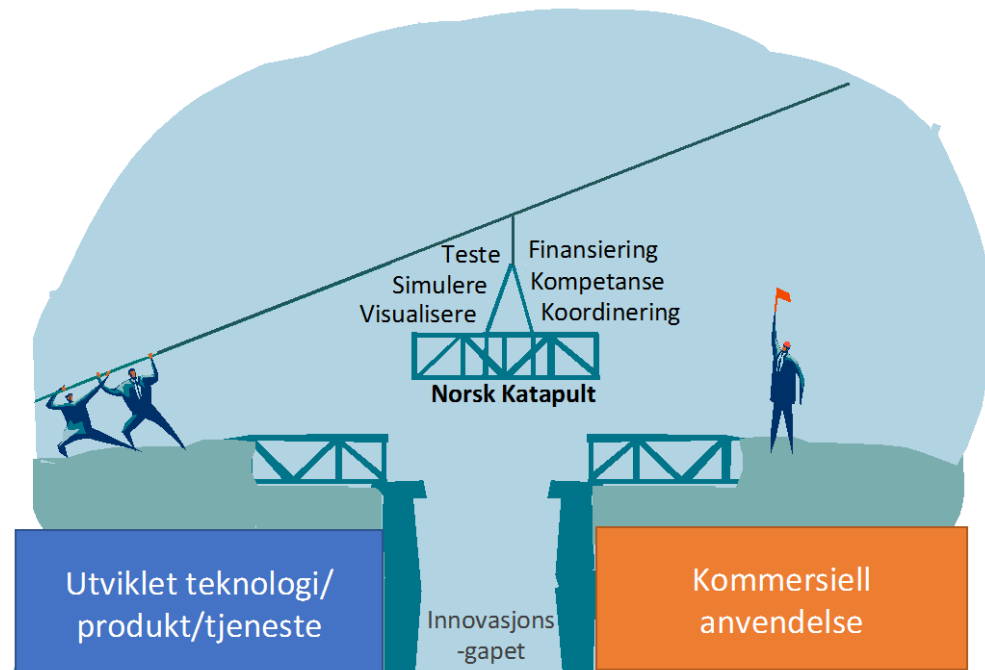 Teste
Simulere
Visualisere
Finansiering
Kompetanse
Koordinering
Norsk Katapult
Utviklet teknologi/
produkt/tjeneste
Innovasjons
-gapet
Kommersiell
anvendelse